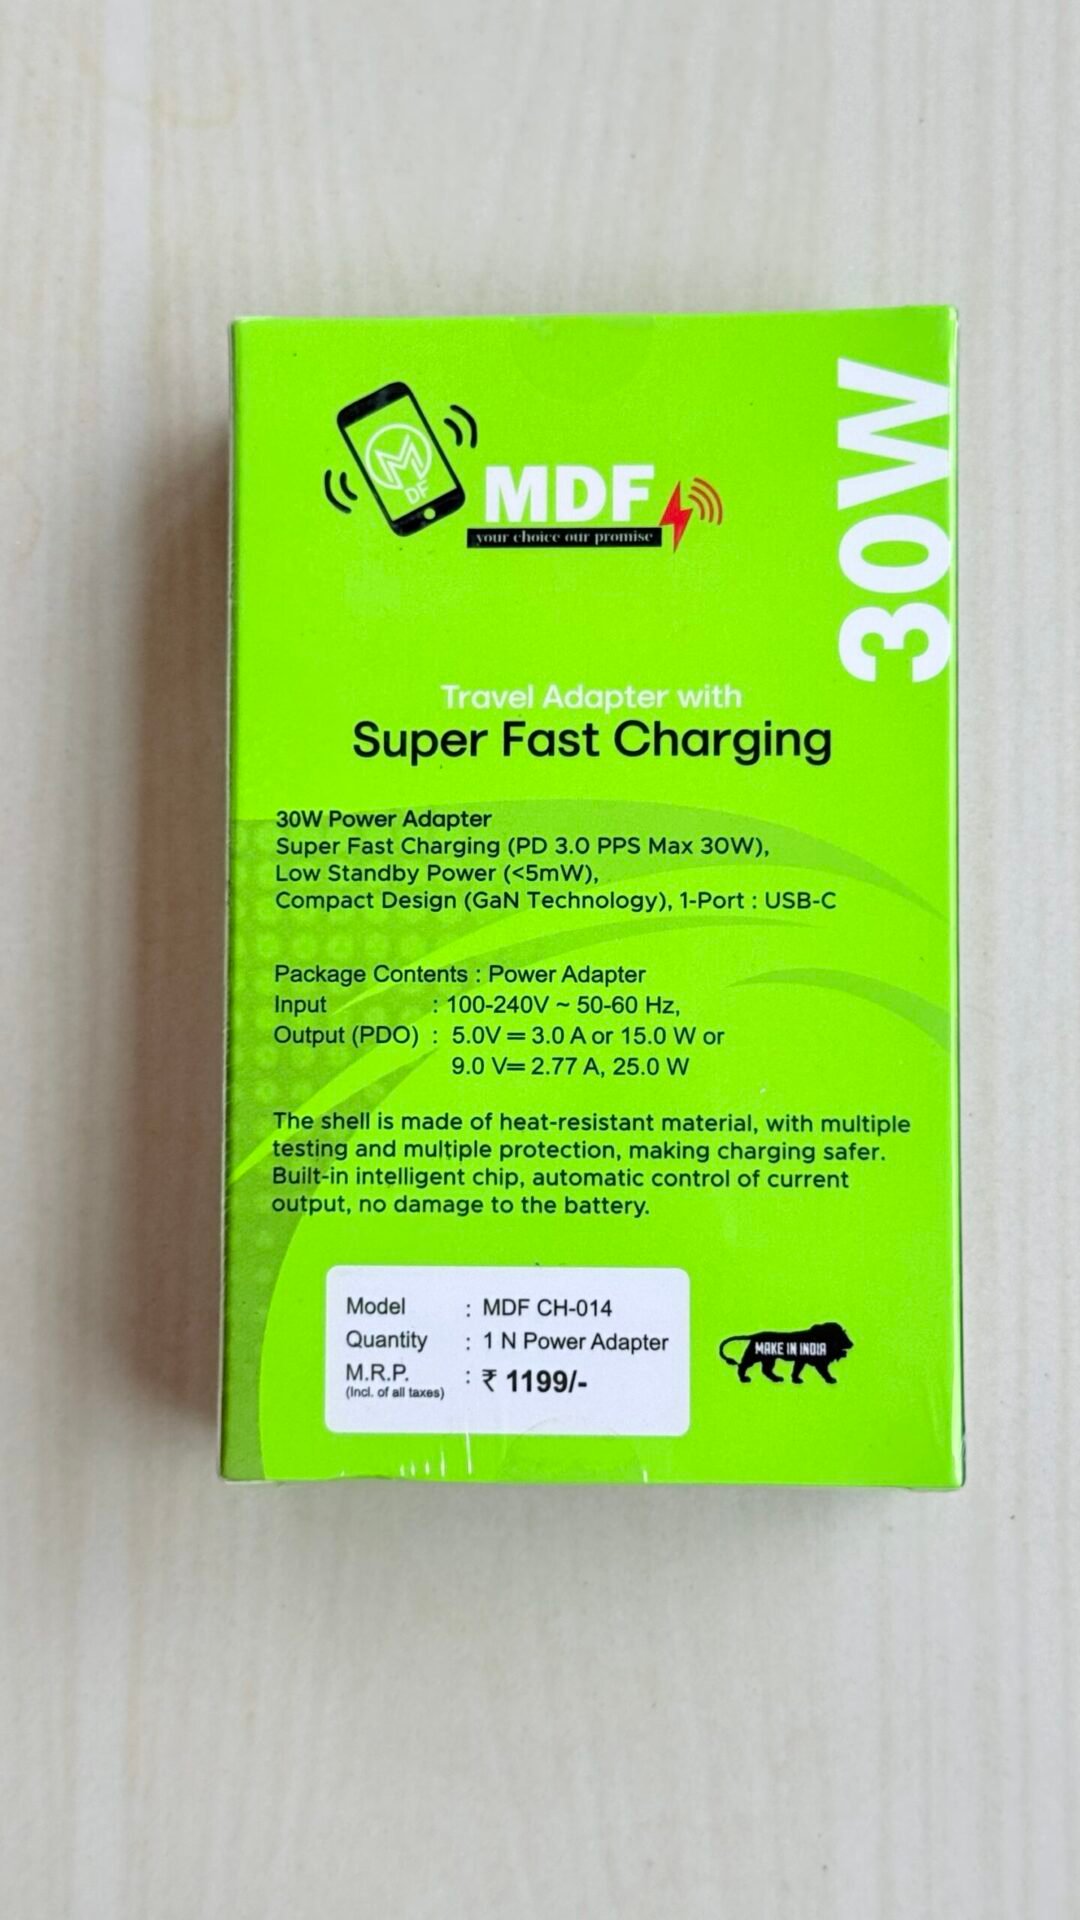 M
DF
MDF
your choice our promise
30W
Travel Adapter with
Super Fast Charging
30W Power Adapter
Super Fast Charging (PD 3.0 PPS Max 30W),
Low Standby Power (<5mW),
Compact Design (GaN Technology), 1-Port : USB-C
Package Contents : Power Adapter
Input : 100-240V ~ 50-60 Hz,
Output (PDO) : 5.0V ⎓ 3.0 A or 15.0 W or
9.0 V⎓ 2.77 A, 25.0 W
The shell is made of heat-resistant material, with multiple
testing and multiple protection, making charging safer.
Built-in intelligent chip, automatic control of current
output, no damage to the battery.
Model : MDF CH-014
Quantity : 1 N Power Adapter
M.R.P. : ₹ 1199/-
(Incl. of all taxes)
MAKE IN INDIA